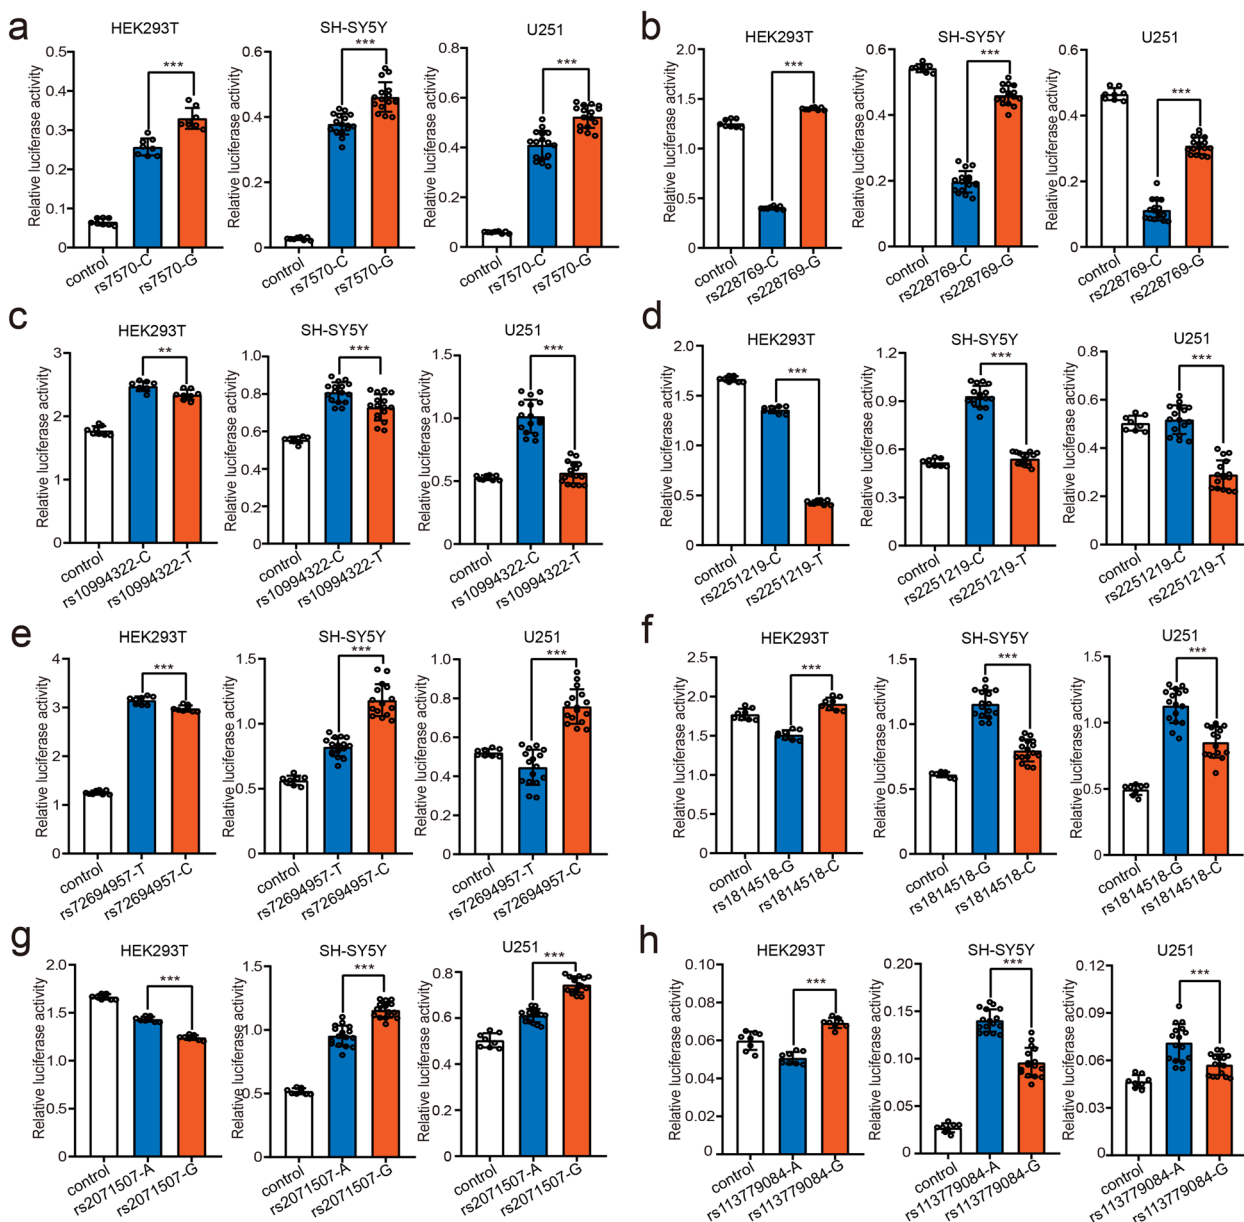 a
HEK293T
Relative luciferase activity
0.5
0.4
0.3
0.2
0.1
0
***
control
rs7570-C
rs7570-G
SH-SY5Y
Relative luciferase activity
0.6
0.4
0.2
0.0
***
control
rs7570-C
rs7570-G
U251
Relative luciferase activity
0.8
0.6
0.4
0.2
0
***
control
rs7570-C
rs7570-G
b
HEK293T
Relative luciferase activity
2.0
1.5
1.0
0.5
0.0
***
control
rs228769-C
rs228769-G
SH-SY5Y
Relative luciferase activity
0.6
0.4
0.2
0.0
***
control
rs228769-C
rs228769-G
U251
Relative luciferase activity
0.6
0.4
0.2
0.0
***
control
rs228769-C
rs228769-G
c
HEK293T
Relative luciferase activity
3
2
1
0
**
control
rs10994322-C
rs10994322-T
SH-SY5Y
Relative luciferase activity
1.0
0.8
0.6
0.4
0.2
0
***
control
rs10994322-C
rs10994322-T
U251
Relative luciferase activity
1.5
1.0
0.5
0.0
***
control
rs10994322-C
rs10994322-T
d
HEK293T
Relative luciferase activity
2.0
1.5
1.0
0.5
0.0
***
control
rs2251219-C
rs2251219-T
SH-SY5Y
Relative luciferase activity
1.2
0.9
0.6
0.3
0.0
***
control
rs2251219-C
rs2251219-T
U251
Relative luciferase activity
0.8
0.6
0.4
0.2
0
***
control
rs2251219-C
rs2251219-T
e
HEK293T
Relative luciferase activity
4
3
2
1
0
***
control
rs72694957-T
rs72694957-C
SH-SY5Y
Relative luciferase activity
1.5
1.0
0.5
0
***
control
rs72694957-T
rs72694957-C
U251
Relative luciferase activity
1.0
0.8
0.6
0.4
0.2
0
***
control
rs72694957-T
rs72694957-C
f
HEK293T
Relative luciferase activity
2.5
2.0
1.5
1.0
0.5
0
***
control
rs1814518-G
rs1814518-C
SH-SY5Y
Relative luciferase activity
1.5
1.0
0.5
0
***
control
rs1814518-G
rs1814518-C
U251
Relative luciferase activity
1.5
1.0
0.5
0
***
control
rs1814518-G
rs1814518-C
g
HEK293T
Relative luciferase activity
2.0
1.5
1.0
0.5
0.0
***
control
rs2071507-A
rs2071507-G
SH-SY5Y
Relative luciferase activity
1.5
1.0
0.5
0.0
***
control
rs2071507-A
rs2071507-G
U251
Relative luciferase activity
0.8
0.6
0.4
0.2
0
***
control
rs2071507-A
rs2071507-G
h
HEK293T
Relative luciferase activity
0.10
0.08
0.06
0.04
0.02
0
***
control
rs113779084-A
rs113779084-G
SH-SY5Y
Relative luciferase activity
0.20
0.15
0.10
0.05
0
***
control
rs113779084-A
rs113779084-G
U251
Relative luciferase activity
0.12
0.09
0.06
0.03
0
***
control
rs113779084-A
rs113779084-G